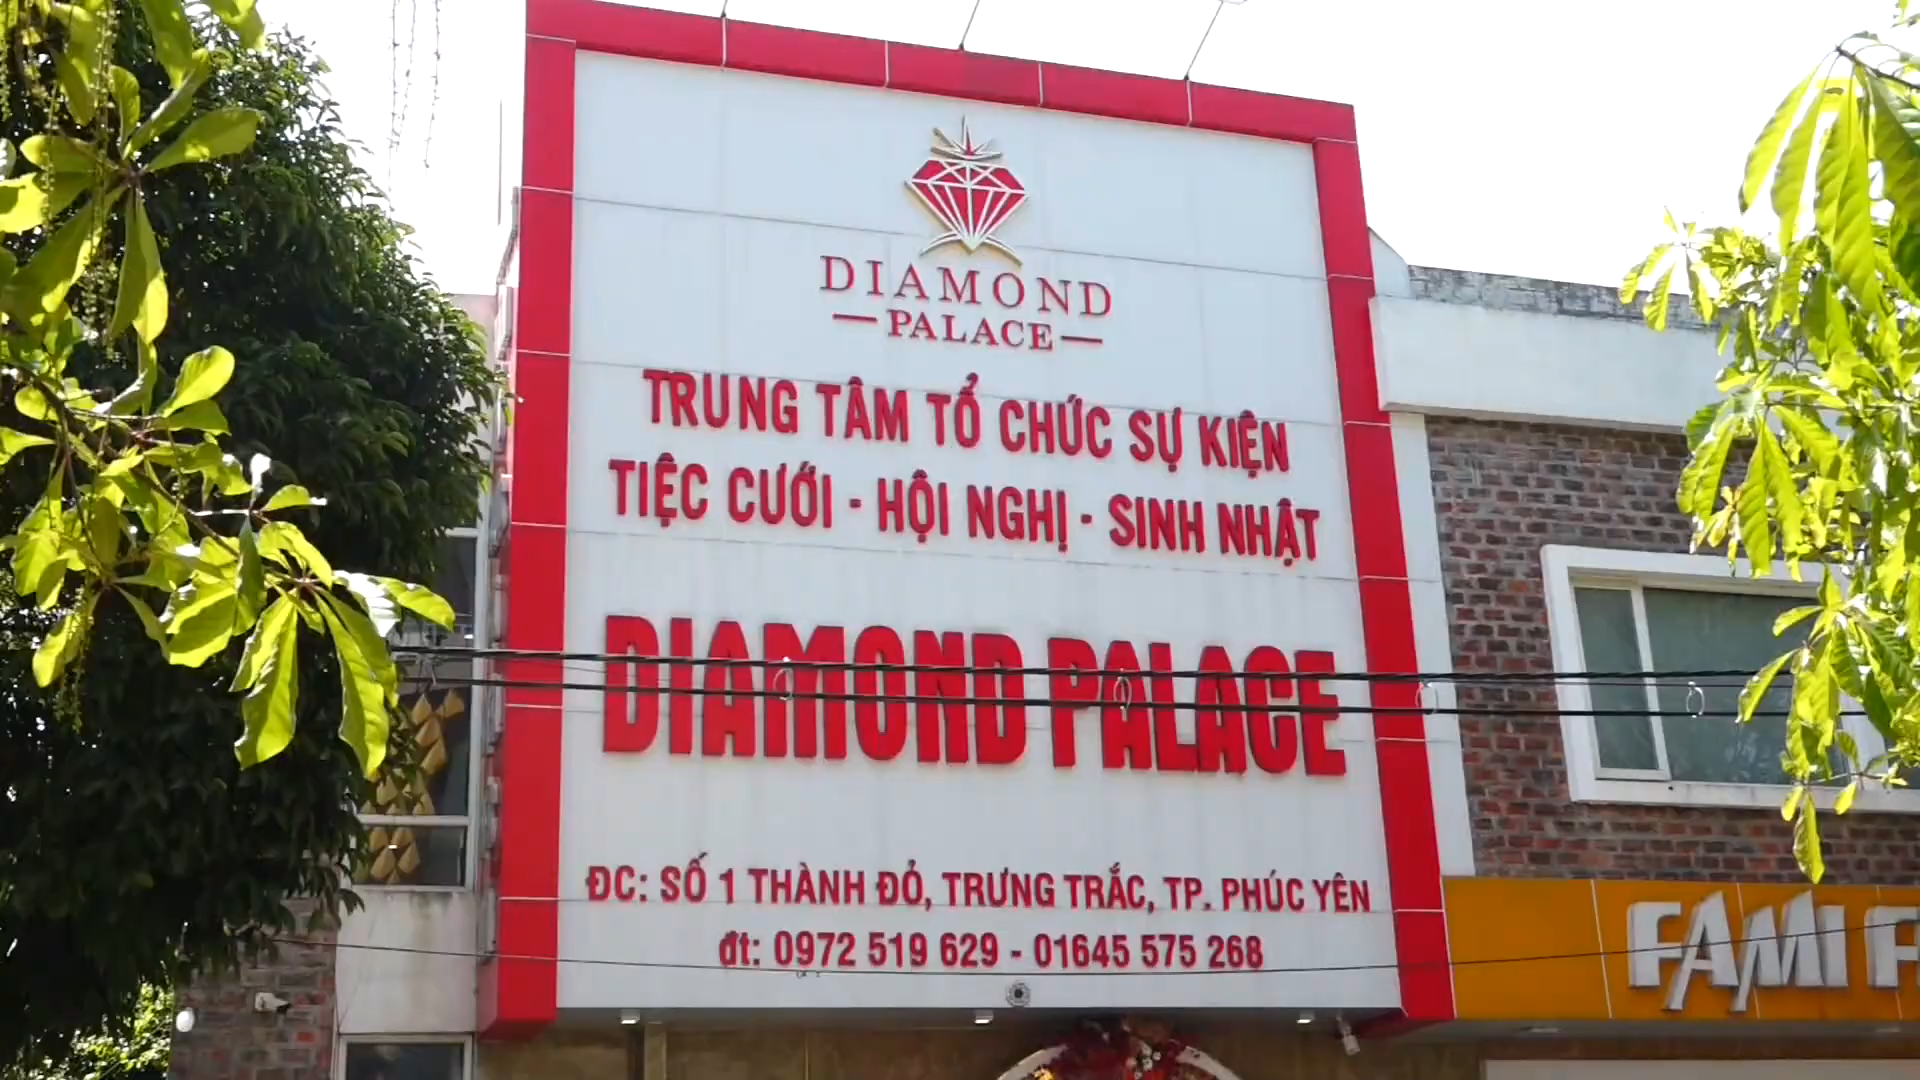 DIAMOND
PALACE
TRUNG TÂM TỔ CHỨC SỰ KIỆN
TIỆC CƯỚI - HỘI NGHỊ - SINH NHẬT
DIAMOND PALACE
ĐC: SỐ 1 THÀNH ĐỎ, TRƯNG TRẮC, TP. PHÚC YÊN
đt: 0972 519 629 - 01645 575 268
FAMI F